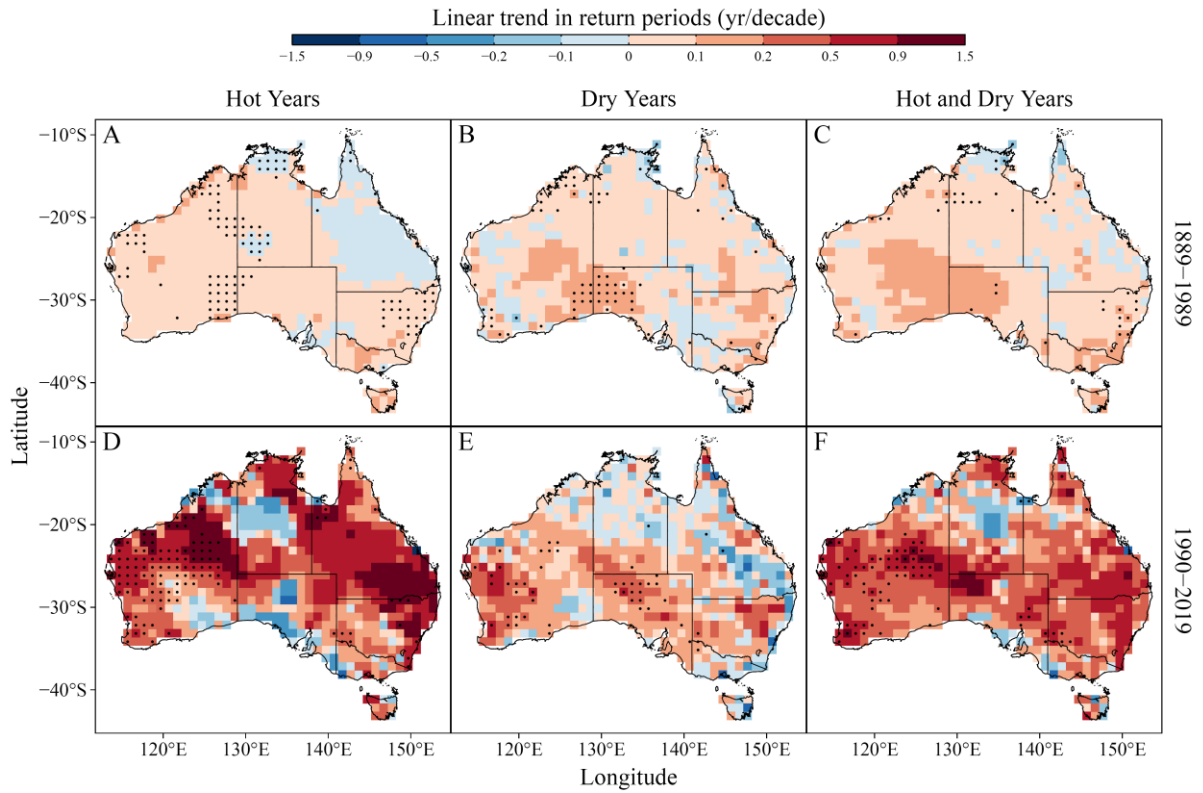 Linear trend in return periods (yr/decade)
−1.5 −0.9 −0.5 −0.2 −0.1 0 0.1 0.2 0.5 0.9 1.5
Hot Years Dry Years Hot and Dry Years
A B C
−10°S
−20°S
−30°S
−40°S
1889−1989
D E F
−10°S
−20°S
−30°S
−40°S
1990−2019
Latitude
120°E 130°E 140°E 150°E 120°E 130°E 140°E 150°E 120°E 130°E 140°E 150°E
Longitude